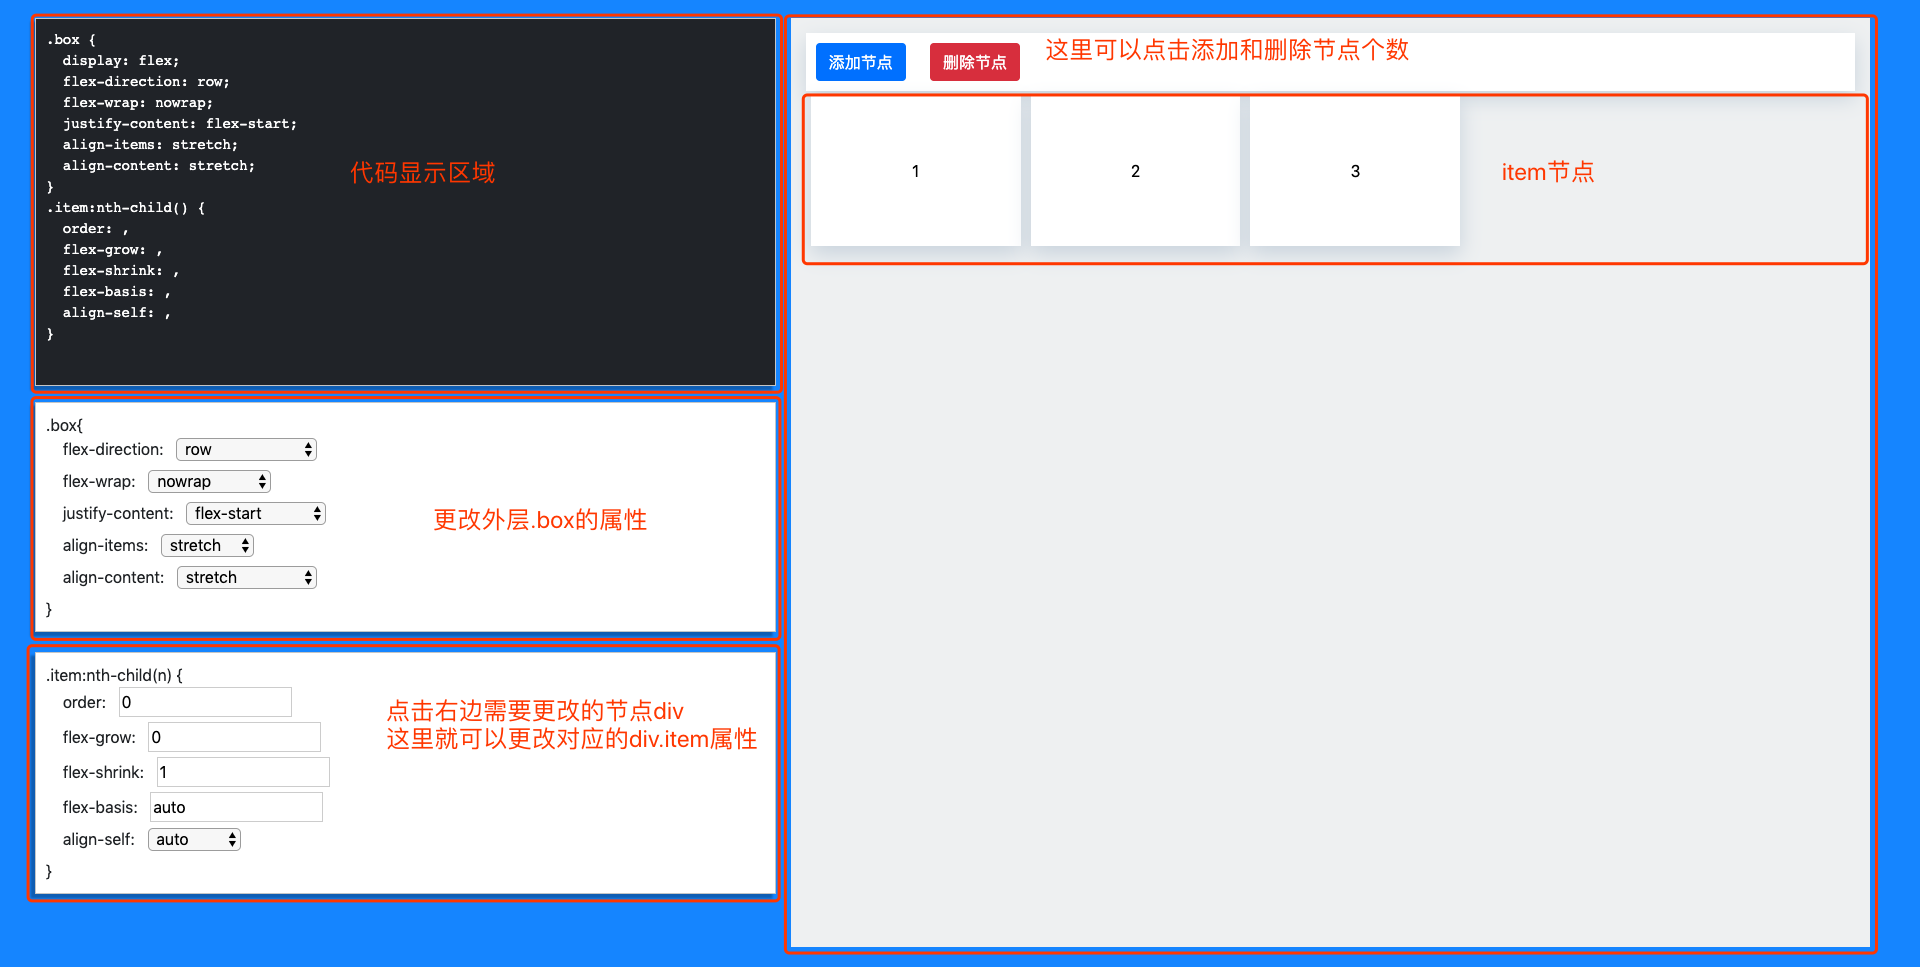 .box {
display: flex;
flex-direction: row;
flex-wrap: nowrap;
justify-content: flex-start;
align-items: stretch;
align-content: stretch;
}
.item:nth-child() {
order: ,
flex-grow: ,
flex-shrink: ,
flex-basis: ,
align-self: ,
}
代码显示区域
.box{
flex-direction: row
flex-wrap: nowrap
justify-content: flex-start
align-items: stretch
align-content: stretch
}
更改外层.box的属性
.item:nth-child(n) {
order: 0
flex-grow: 0
flex-shrink: 1
flex-basis: auto
align-self: auto
}
点击右边需要更改的节点div
这里就可以更改对应的div.item属性
添加节点 删除节点 这里可以点击添加和删除节点个数
1 2 3 item节点